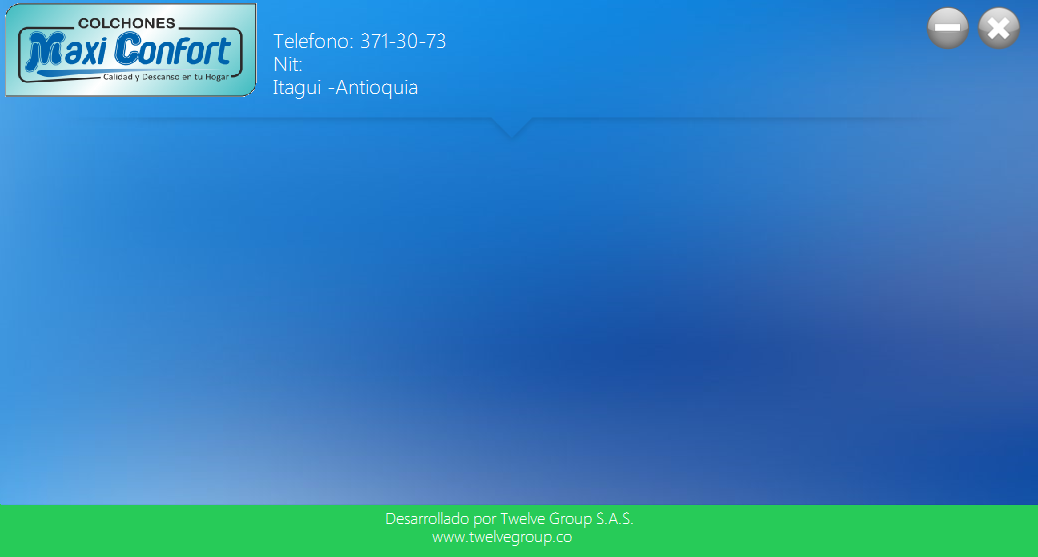 COLCHONES
Maxi Confort
Calidad y Descanso en tu Hogar
Telefono: 371-30-73
Nit:
Itagui -Antioquia
Desarrollado por Twelve Group S.A.S.
www.twelvegroup.co